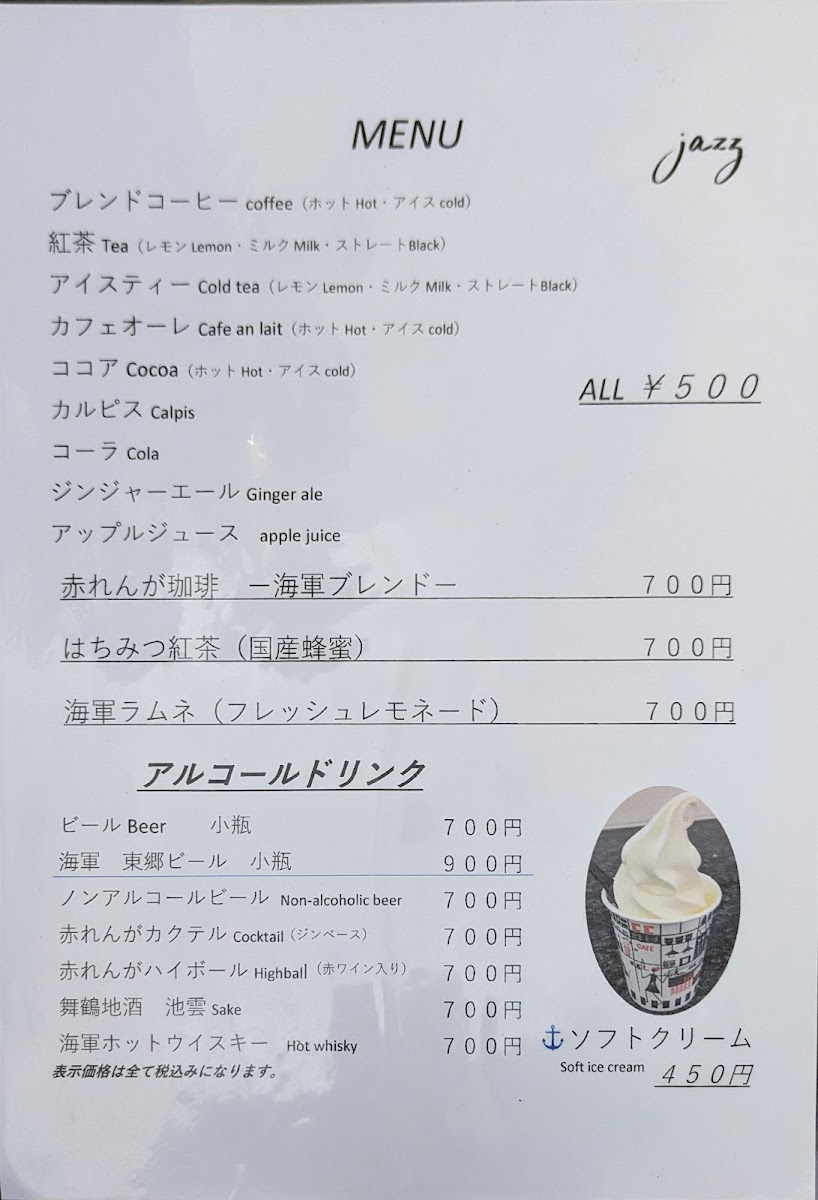 MENU
jazz
ブレンドコーヒー coffee（ホット Hot・アイス cold）
紅茶 Tea（レモン Lemon・ミルク Milk・ストレート Black）
アイスティー Cold tea（レモン Lemon・ミルク Milk・ストレート Black）
カフェオーレ Cafe an lait（ホット Hot・アイス cold）
ココア Cocoa（ホット Hot・アイス cold）
ALL ￥５００
カルピス Calpis
コーラ Cola
ジンジャーエール Ginger ale
アップルジュース apple juice
赤れんが珈琲 ー海軍ブレンドー ７００円
はちみつ紅茶（国産蜂蜜） ７００円
海軍ラムネ（フレッシュレモネード） ７００円
アルコールドリンク
ビール Beer 小瓶 ７００円
海軍 東郷ビール 小瓶 ９００円
ノンアルコールビール Non-alcoholic beer ７００円
赤れんがカクテル Cocktail（ジンベース） ７００円
赤れんがハイボール Highball（赤ワイン入り） ７００円
舞鶴地酒 池雲 Sake ７００円
海軍ホットウイスキー Hot whisky ７００円
表示価格は全て税込みになります。
CAFE
ソフトクリーム
Soft ice cream ４５０円